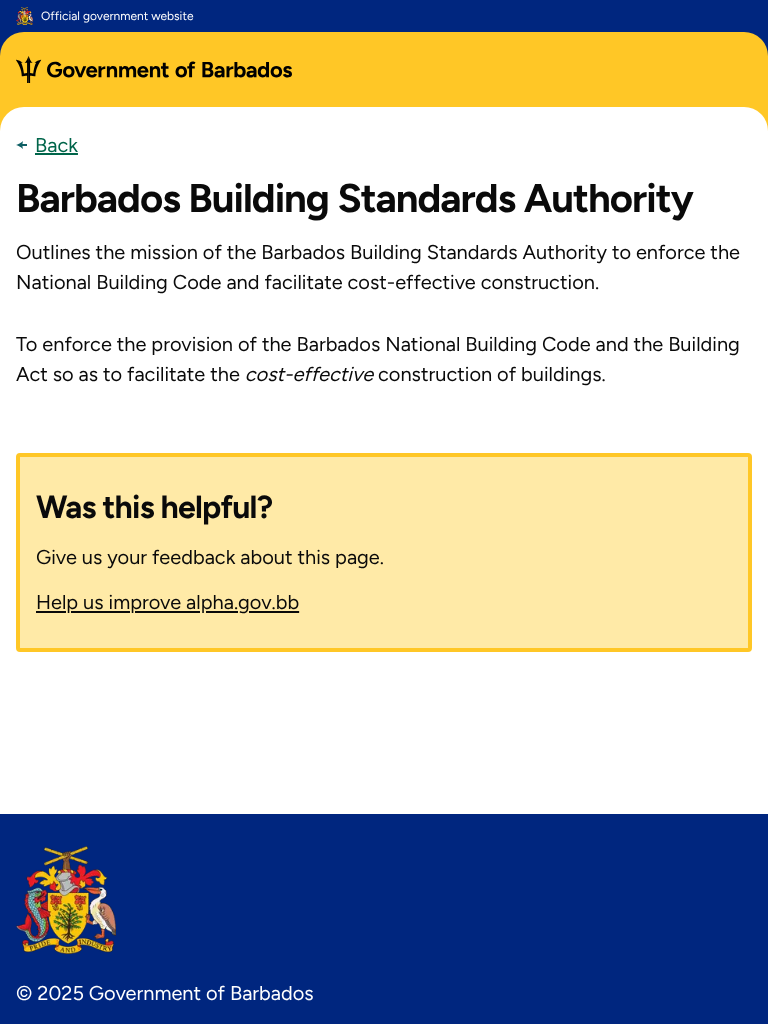 Official government website
Government of Barbados
Back
Barbados Building Standards Authority
Outlines the mission of the Barbados Building Standards Authority to enforce the
National Building Code and facilitate cost-effective construction.
To enforce the provision of the Barbados National Building Code and the Building
Act so as to facilitate the cost-effective construction of buildings.
Was this helpful?
Give us your feedback about this page.
Help us improve alpha.gov.bb
PRIDE AND INDUSTRY
© 2025 Government of Barbados